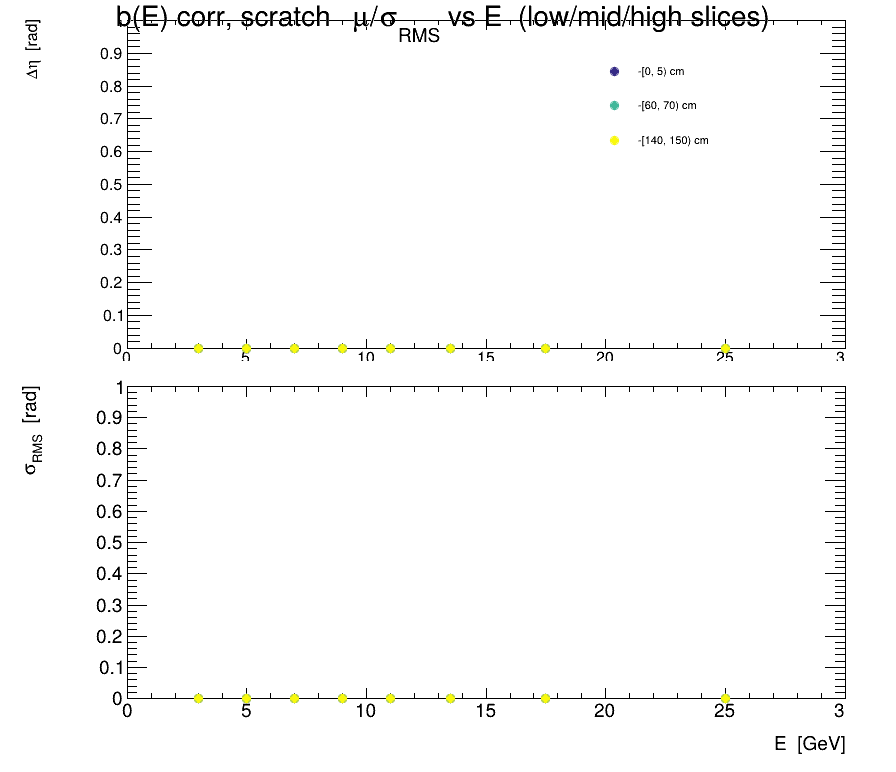 b(E) corr, scratch μ/σRMS vs E (low/mid/high slices)
Δη [rad]
0.9
0.8
0.7
0.6
0.5
0.4
0.3
0.2
0.1
0
-[0, 5) cm
-[60, 70) cm
-[140, 150) cm
0 5 10 15 20 25 3
σRMS [rad]
1
0.9
0.8
0.7
0.6
0.5
0.4
0.3
0.2
0.1
0
0 5 10 15 20 25 3
E [GeV]